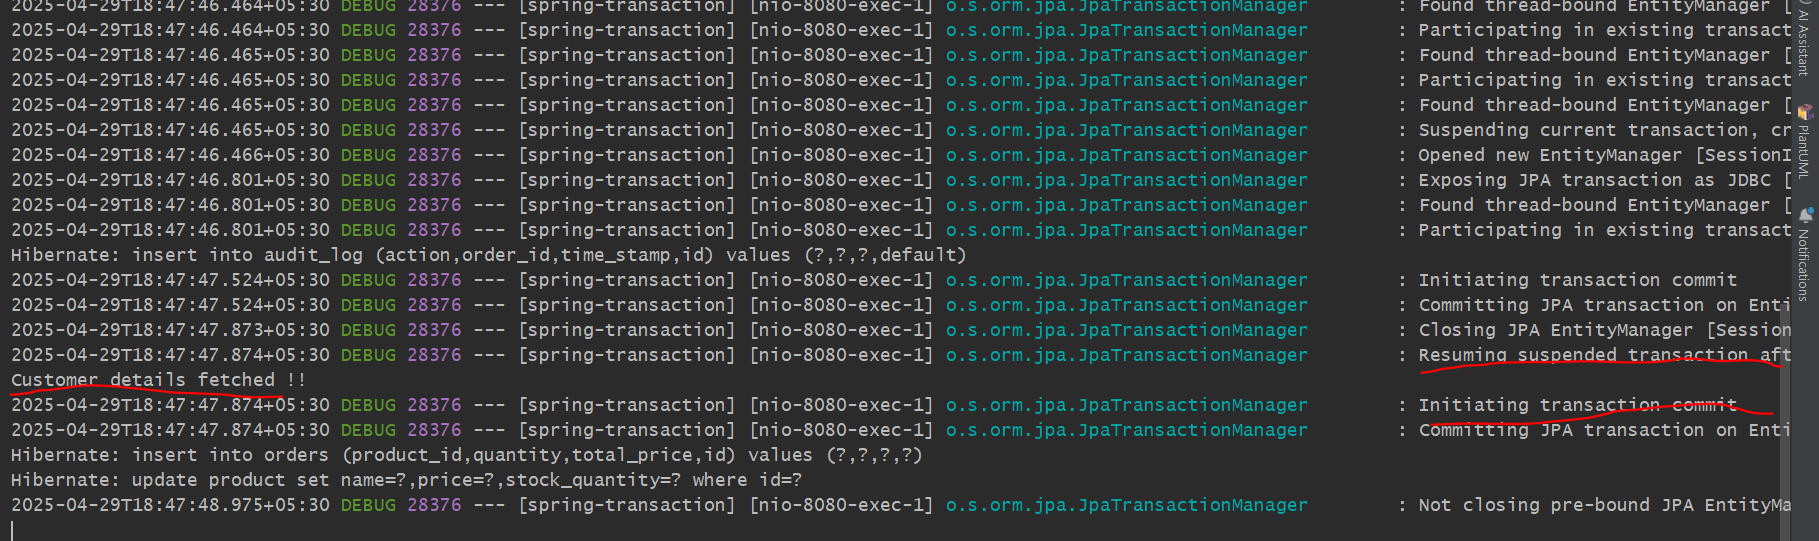 2025-04-29T18:47:46.464+05:30 DEBUG 28376 --- [spring-transaction] [nio-8080-exec-1] o.s.orm.jpa.JpaTransactionManager : Found thread-bound EntityManager [
2025-04-29T18:47:46.464+05:30 DEBUG 28376 --- [spring-transaction] [nio-8080-exec-1] o.s.orm.jpa.JpaTransactionManager : Participating in existing transact
2025-04-29T18:47:46.465+05:30 DEBUG 28376 --- [spring-transaction] [nio-8080-exec-1] o.s.orm.jpa.JpaTransactionManager : Found thread-bound EntityManager [
2025-04-29T18:47:46.465+05:30 DEBUG 28376 --- [spring-transaction] [nio-8080-exec-1] o.s.orm.jpa.JpaTransactionManager : Participating in existing transact
2025-04-29T18:47:46.465+05:30 DEBUG 28376 --- [spring-transaction] [nio-8080-exec-1] o.s.orm.jpa.JpaTransactionManager : Found thread-bound EntityManager [
2025-04-29T18:47:46.465+05:30 DEBUG 28376 --- [spring-transaction] [nio-8080-exec-1] o.s.orm.jpa.JpaTransactionManager : Suspending current transaction, cr
2025-04-29T18:47:46.466+05:30 DEBUG 28376 --- [spring-transaction] [nio-8080-exec-1] o.s.orm.jpa.JpaTransactionManager : Opened new EntityManager [SessionI
2025-04-29T18:47:46.801+05:30 DEBUG 28376 --- [spring-transaction] [nio-8080-exec-1] o.s.orm.jpa.JpaTransactionManager : Exposing JPA transaction as JDBC [
2025-04-29T18:47:46.801+05:30 DEBUG 28376 --- [spring-transaction] [nio-8080-exec-1] o.s.orm.jpa.JpaTransactionManager : Found thread-bound EntityManager [
2025-04-29T18:47:46.801+05:30 DEBUG 28376 --- [spring-transaction] [nio-8080-exec-1] o.s.orm.jpa.JpaTransactionManager : Participating in existing transact
Hibernate: insert into audit_log (action,order_id,time_stamp,id) values (?,?,?,default)
2025-04-29T18:47:47.524+05:30 DEBUG 28376 --- [spring-transaction] [nio-8080-exec-1] o.s.orm.jpa.JpaTransactionManager : Initiating transaction commit
2025-04-29T18:47:47.524+05:30 DEBUG 28376 --- [spring-transaction] [nio-8080-exec-1] o.s.orm.jpa.JpaTransactionManager : Committing JPA transaction on Enti
2025-04-29T18:47:47.873+05:30 DEBUG 28376 --- [spring-transaction] [nio-8080-exec-1] o.s.orm.jpa.JpaTransactionManager : Closing JPA EntityManager [Session
2025-04-29T18:47:47.874+05:30 DEBUG 28376 --- [spring-transaction] [nio-8080-exec-1] o.s.orm.jpa.JpaTransactionManager : Resuming suspended transaction aft
Customer details fetched !!
2025-04-29T18:47:47.874+05:30 DEBUG 28376 --- [spring-transaction] [nio-8080-exec-1] o.s.orm.jpa.JpaTransactionManager : Initiating transaction commit
2025-04-29T18:47:47.874+05:30 DEBUG 28376 --- [spring-transaction] [nio-8080-exec-1] o.s.orm.jpa.JpaTransactionManager : Committing JPA transaction on Enti
Hibernate: insert into orders (product_id,quantity,total_price,id) values (?,?,?,?)
Hibernate: update product set name=?,price=?,stock_quantity=? where id=?
2025-04-29T18:47:48.975+05:30 DEBUG 28376 --- [spring-transaction] [nio-8080-exec-1] o.s.orm.jpa.JpaTransactionManager : Not closing pre-bound JPA EntityMa
AI Assistant
PlantUML
Notifications